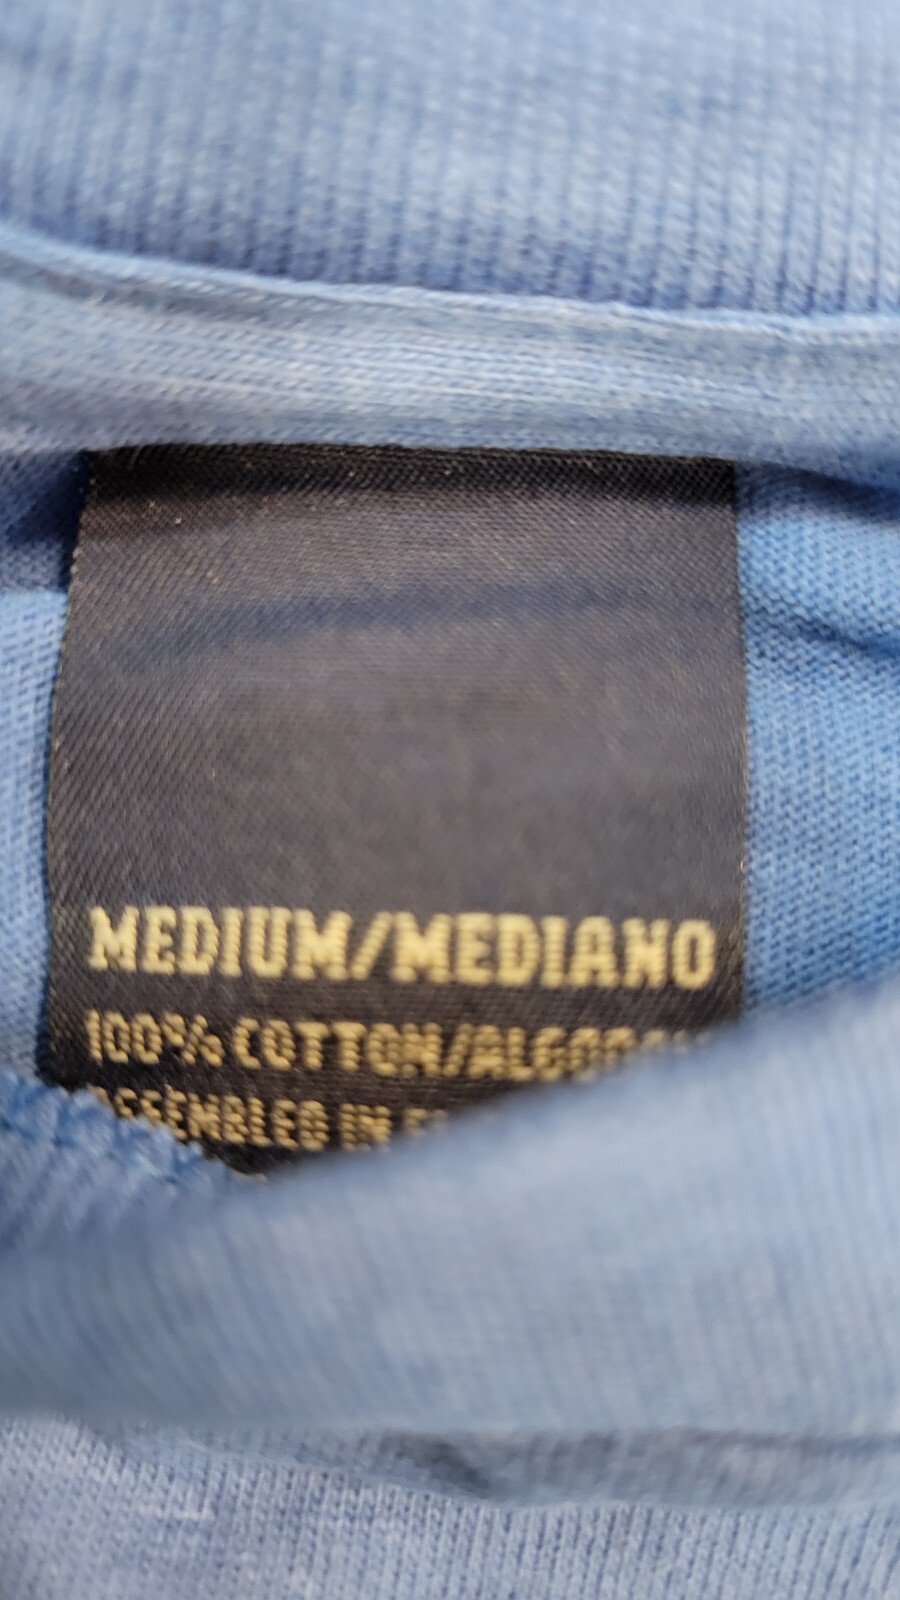 MEDIUM/MEDIANO
100% COTTON/
ASSEMBLED IN